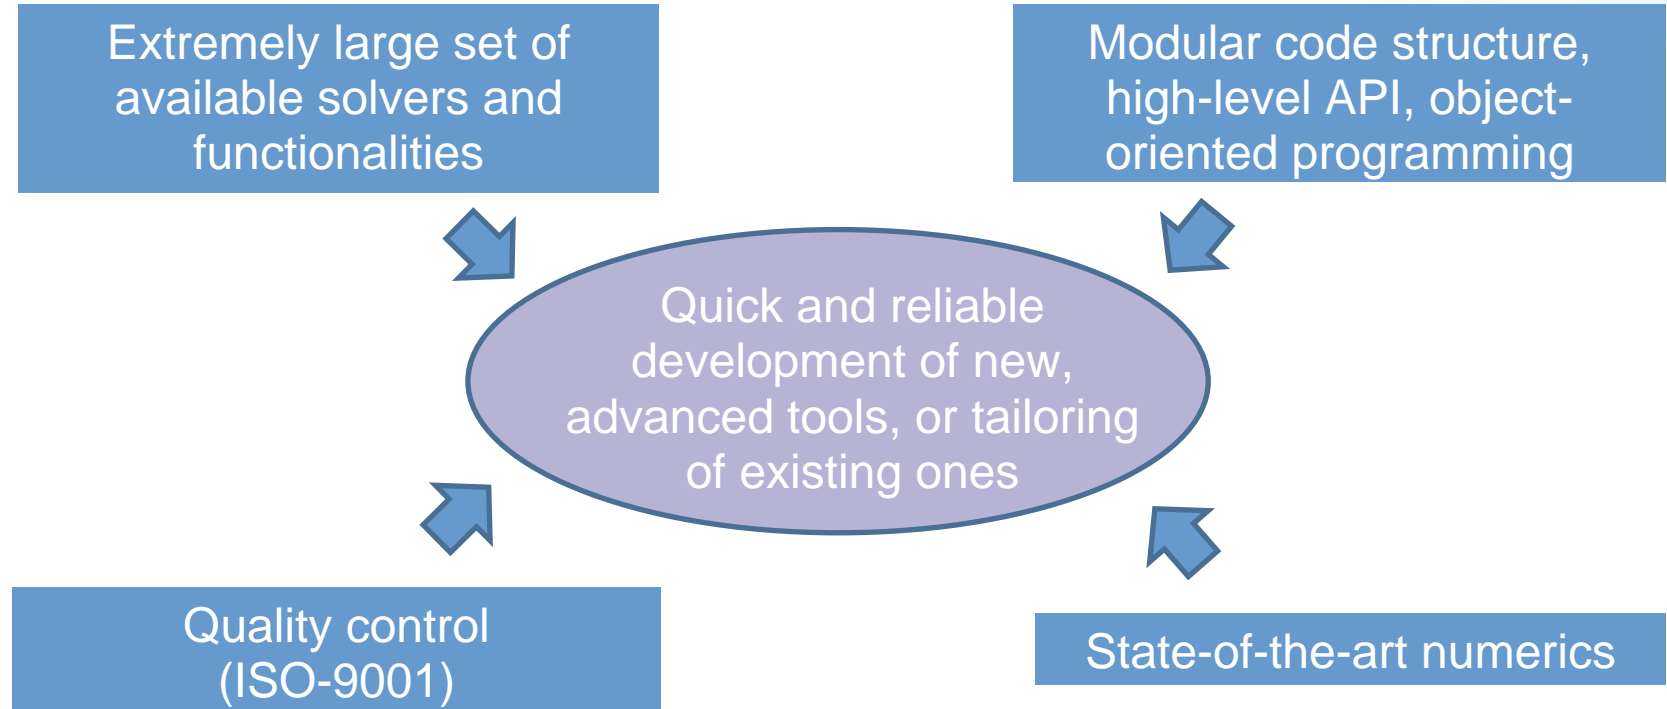 Extremely large set of
available solvers and
functionalities
Modular code structure,
high-level API, object-
oriented programming
Quick and reliable
development of new,
advanced tools, or tailoring
of existing ones
Quality control
(ISO-9001)
State-of-the-art numerics